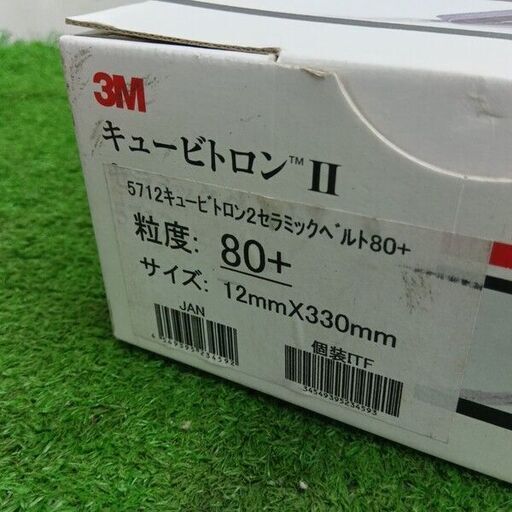 3M
キュービトロン™ II
5712キュービトロン2セラミックベルト80+
粒度: 80+
サイズ: 12mmX330mm
JAN
4549395234592
個装ITF
34549395234593